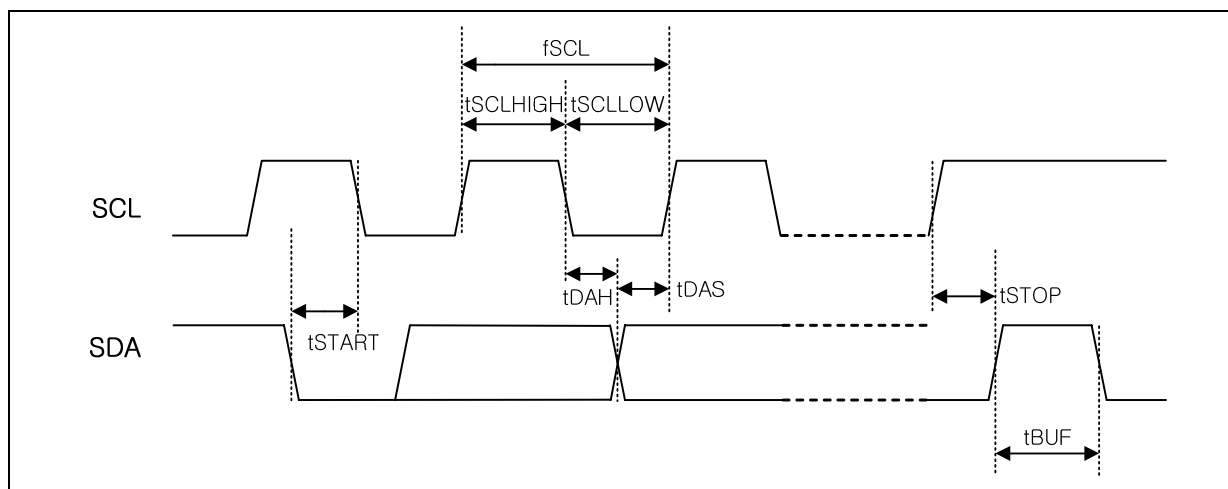 fSCL
tSCLHIGH tSCLLOW
SCL
tDAH
tDAS
tSTOP
tSTART
SDA
tBUF